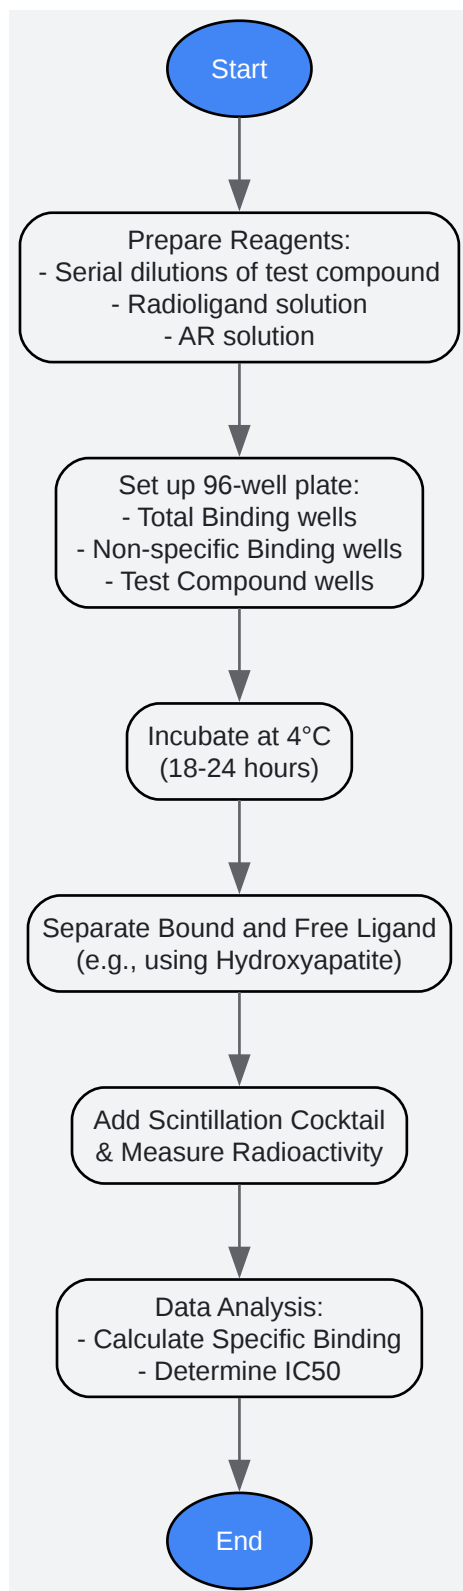 Start
Prepare Reagents:
- Serial dilutions of test compound
- Radioligand solution
- AR solution
Set up 96-well plate:
- Total Binding wells
- Non-specific Binding wells
- Test Compound wells
Incubate at 4°C
(18-24 hours)
Separate Bound and Free Ligand
(e.g., using Hydroxyapatite)
Add Scintillation Cocktail
& Measure Radioactivity
Data Analysis:
- Calculate Specific Binding
- Determine IC50
End